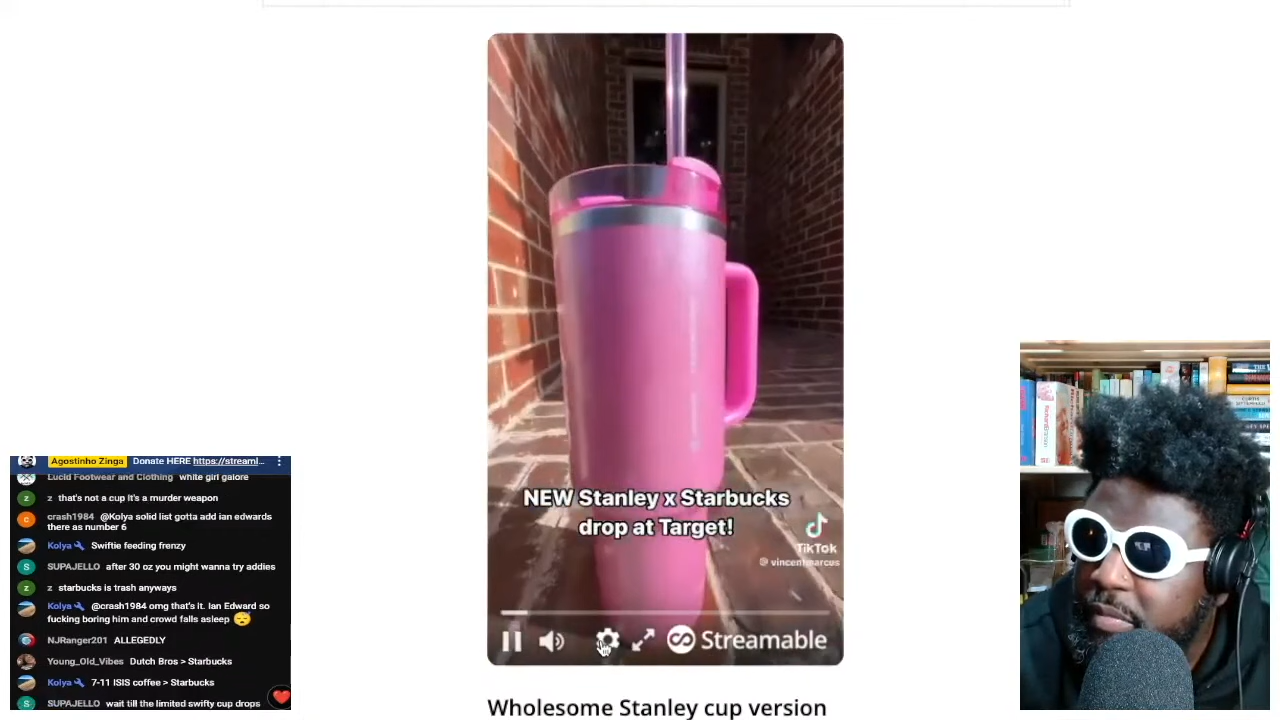 NEW Stanley x Starbucks
drop at Target!
TikTok
vincentmarcus
Streamable
Wholesome Stanley cup version
Agostinho Zinga Donate HERE https://streaml...
Lucid Footwear and Clothing white girl galore
z that's not a cup it's a murder weapon
crash1984 @Kolya solid list gotta add ian edwards
there as number 6
Kolya Swiftie feeding frenzy
SUPAJELLO after 30 oz you might wanna try addies
z starbucks is trash anyways
Kolya @crash1984 omg that's it. Ian Edward so
fucking boring him and crowd falls asleep 😴
NJRanger201 ALLEGEDLY
Young_Old_Vibes Dutch Bros > Starbucks
Kolya 7-11 ISIS coffee > Starbucks
SUPAJELLO wait till the limited swifty cup drops